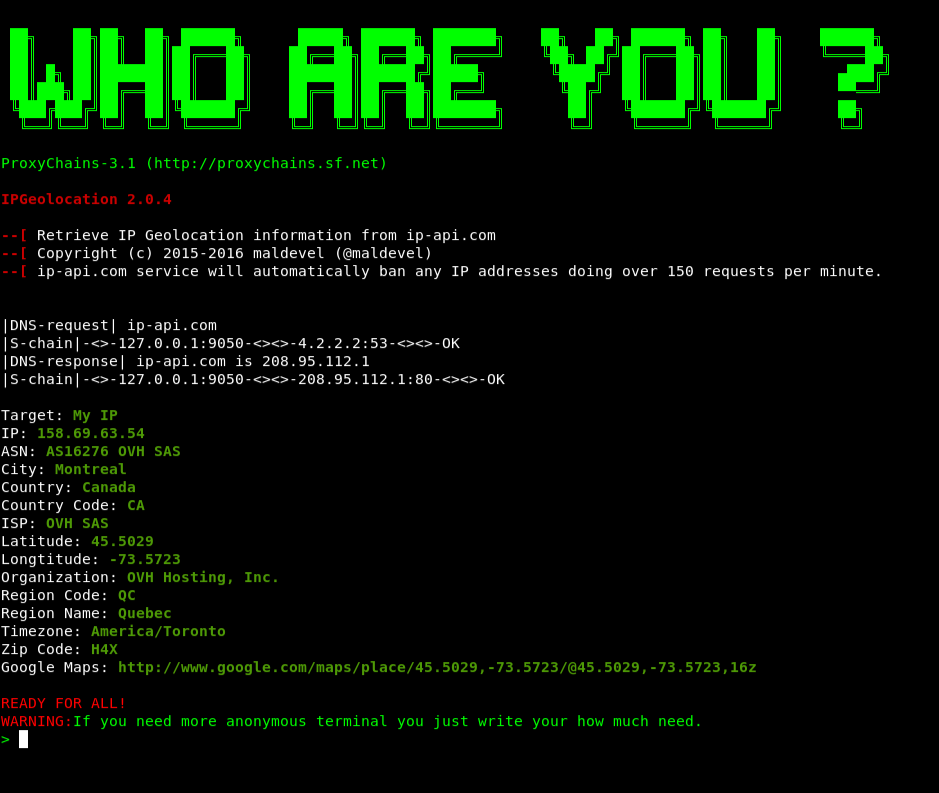 WHO ARE YOU ?
ProxyChains-3.1 (http://proxychains.sf.net)
IPGeolocation 2.0.4
--[ Retrieve IP Geolocation information from ip-api.com
--[ Copyright (c) 2015-2016 maldevel (@maldevel)
--[ ip-api.com service will automatically ban any IP addresses doing over 150 requests per minute.
|DNS-request| ip-api.com
|S-chain|-<>-127.0.0.1:9050-<><>-4.2.2.2:53-<><>-OK
|DNS-response| ip-api.com is 208.95.112.1
|S-chain|-<>-127.0.0.1:9050-<><>-208.95.112.1:80-<><>-OK
Target: My IP
IP: 158.69.63.54
ASN: AS16276 OVH SAS
City: Montreal
Country: Canada
Country Code: CA
ISP: OVH SAS
Latitude: 45.5029
Longtitude: -73.5723
Organization: OVH Hosting, Inc.
Region Code: QC
Region Name: Quebec
Timezone: America/Toronto
Zip Code: H4X
Google Maps: http://www.google.com/maps/place/45.5029,-73.5723/@45.5029,-73.5723,16z
READY FOR ALL!
WARNING:If you need more anonymous terminal you just write your how much need.
>